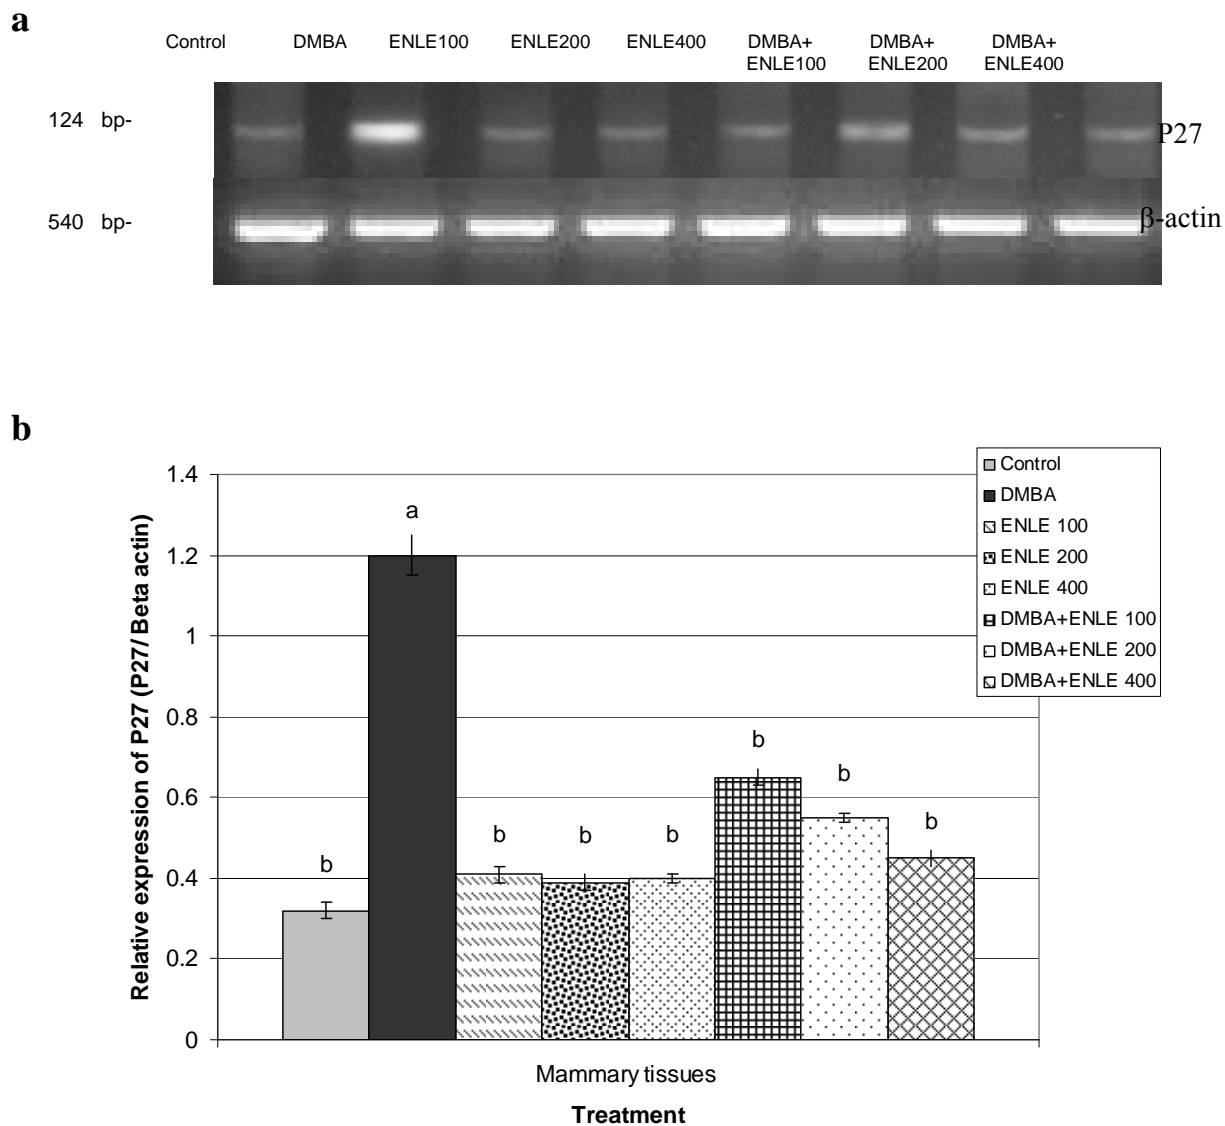 a
Control DMBA ENLE100 ENLE200 ENLE400 DMBA+ DMBA+ DMBA+
ENLE100 ENLE200 ENLE400
124 bp-
P27
540 bp-
β-actin
b
Relative expression of P27 (P27/Beta actin)
1.4
1.2
1
0.8
0.6
0.4
0.2
0
b
a
b
b
b
b
b
b
Control
DMBA
ENLE 100
ENLE 200
ENLE 400
DMBA+ENLE 100
DMBA+ENLE 200
DMBA+ENLE 400
Mammary tissues
Treatment